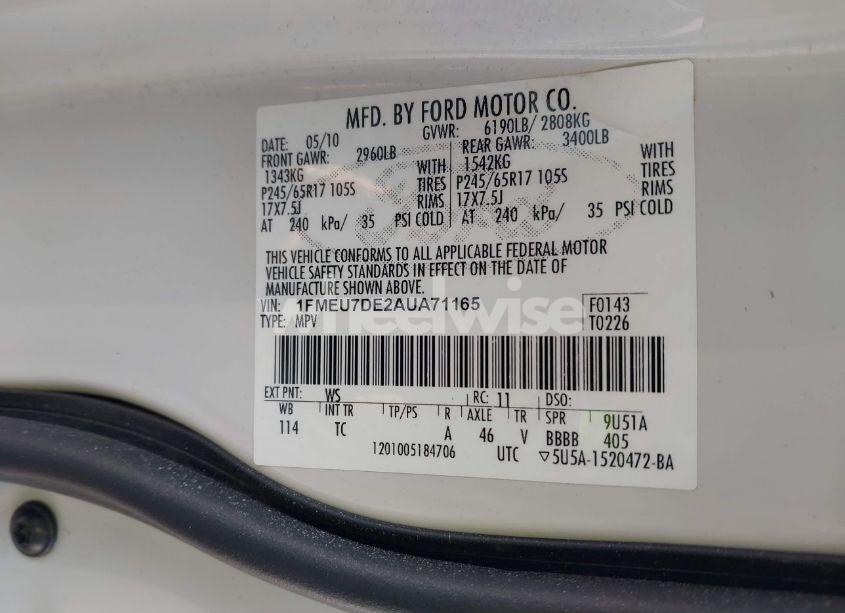 MFD. BY FORD MOTOR CO.
DATE: 05/10 GVWR: 6190LB/ 2808KG
FRONT GAWR: 2960LB REAR GAWR: 3400LB
1343KG WITH 1542KG WITH
P245/65R17 105S TIRES P245/65R17 105S TIRES
17X7.5J RIMS 17X7.5J RIMS
AT 240 kPa/ 35 PSI COLD AT 240 kPa/ 35 PSI COLD
THIS VEHICLE CONFORMS TO ALL APPLICABLE FEDERAL MOTOR
VEHICLE SAFETY STANDARDS IN EFFECT ON THE DATE OF
MANUFACTURE SHOWN ABOVE.
VIN: 1FMEU7DE2AUA71165 F0143
TYPE: MPV T0226
wheelwise
EXT PNT: WS RC: 11 DSO:
WB INT TR TP/PS R AXLE TR SPR 9U51A
114 TC A 46 V BBBB 405
1201005184706 UTC ▽5U5A-1520472-BA